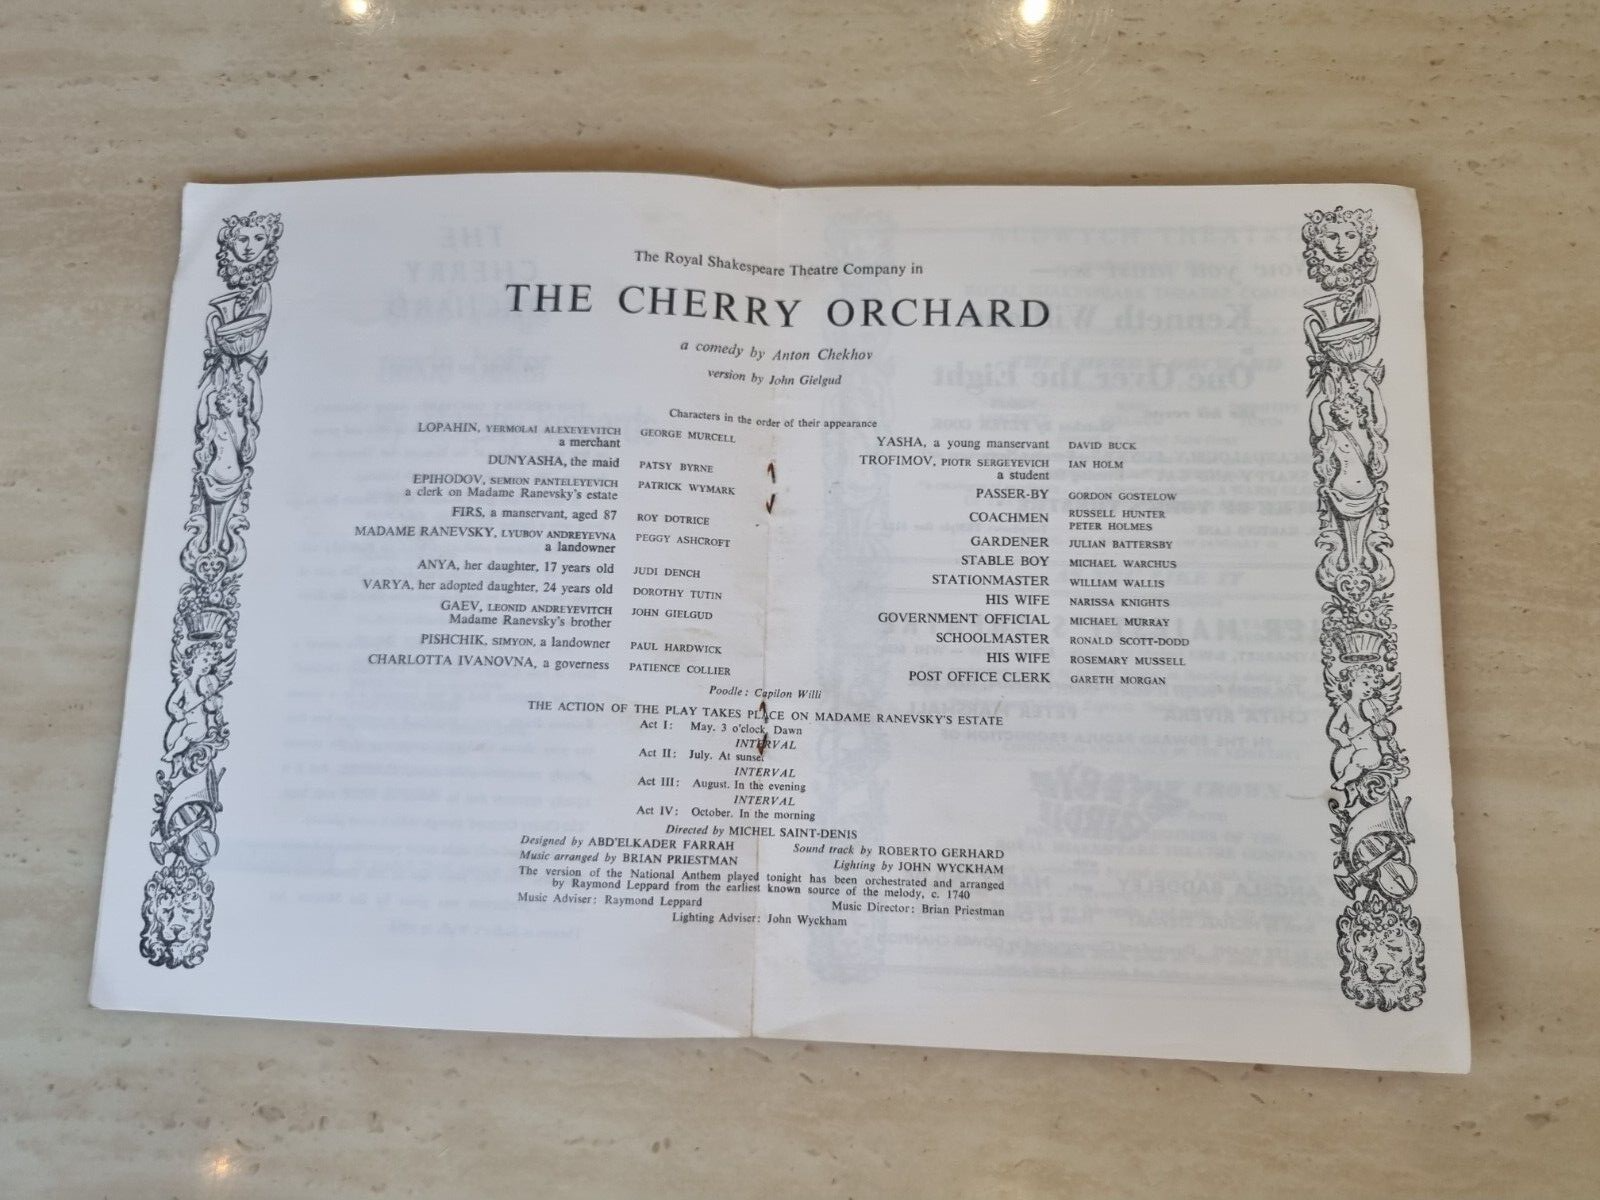 The Royal Shakespeare Theatre Company in
THE CHERRY ORCHARD
a comedy by Anton Chekhov
version by John Gielgud
Characters in the order of their appearance
LOPAHIN, YERMOLAI ALEXEYEVITCH GEORGE MURCELL
a merchant
DUNYASHA, the maid PATSY BYRNE
EPIHODOV, SEMION PANTELEYEVICH PATRICK WYMARK
a clerk on Madame Ranevsky's estate
FIRS, a manservant, aged 87 ROY DOTRICE
MADAME RANEVSKY, LYUBOV ANDREYEVNA PEGGY ASHCROFT
a landowner
ANYA, her daughter, 17 years old JUDI DENCH
VARYA, her adopted daughter, 24 years old DOROTHY TUTIN
GAEV, LEONID ANDREYEVITCH JOHN GIELGUD
Madame Ranevsky's brother
PISHCHIK, SIMYON, a landowner PAUL HARDWICK
CHARLOTTA IVANOVNA, a governess PATIENCE COLLIER
YASHA, a young manservant DAVID BUCK
TROFIMOV, PIOTR SERGEYEVICH IAN HOLM
a student
PASSER-BY GORDON GOSTELOW
COACHMEN RUSSELL HUNTER
PETER HOLMES
GARDENER JULIAN BATTERSBY
STABLE BOY MICHAEL WARCHUS
STATIONMASTER WILLIAM WALLIS
HIS WIFE NARISSA KNIGHTS
GOVERNMENT OFFICIAL MICHAEL MURRAY
SCHOOLMASTER RONALD SCOTT-DODD
HIS WIFE ROSEMARY MUSSELL
POST OFFICE CLERK GARETH MORGAN
Poodle: Capilon Willi
THE ACTION OF THE PLAY TAKES PLACE ON MADAME RANEVSKY'S ESTATE
Act I: May. 3 o'clock, Dawn
INTERVAL
Act II: July. At sunset
INTERVAL
Act III: August. In the evening
INTERVAL
Act IV: October. In the morning
Directed by MICHEL SAINT-DENIS
Designed by ABD'ELKADER FARRAH Sound track by ROBERTO GERHARD
Music arranged by BRIAN PRIESTMAN Lighting by JOHN WYCKHAM
The version of the National Anthem played tonight has been orchestrated and arranged
by Raymond Leppard from the earliest known source of the melody, c. 1740
Music Adviser: Raymond Leppard Music Director: Brian Priestman
Lighting Adviser: John Wyckham